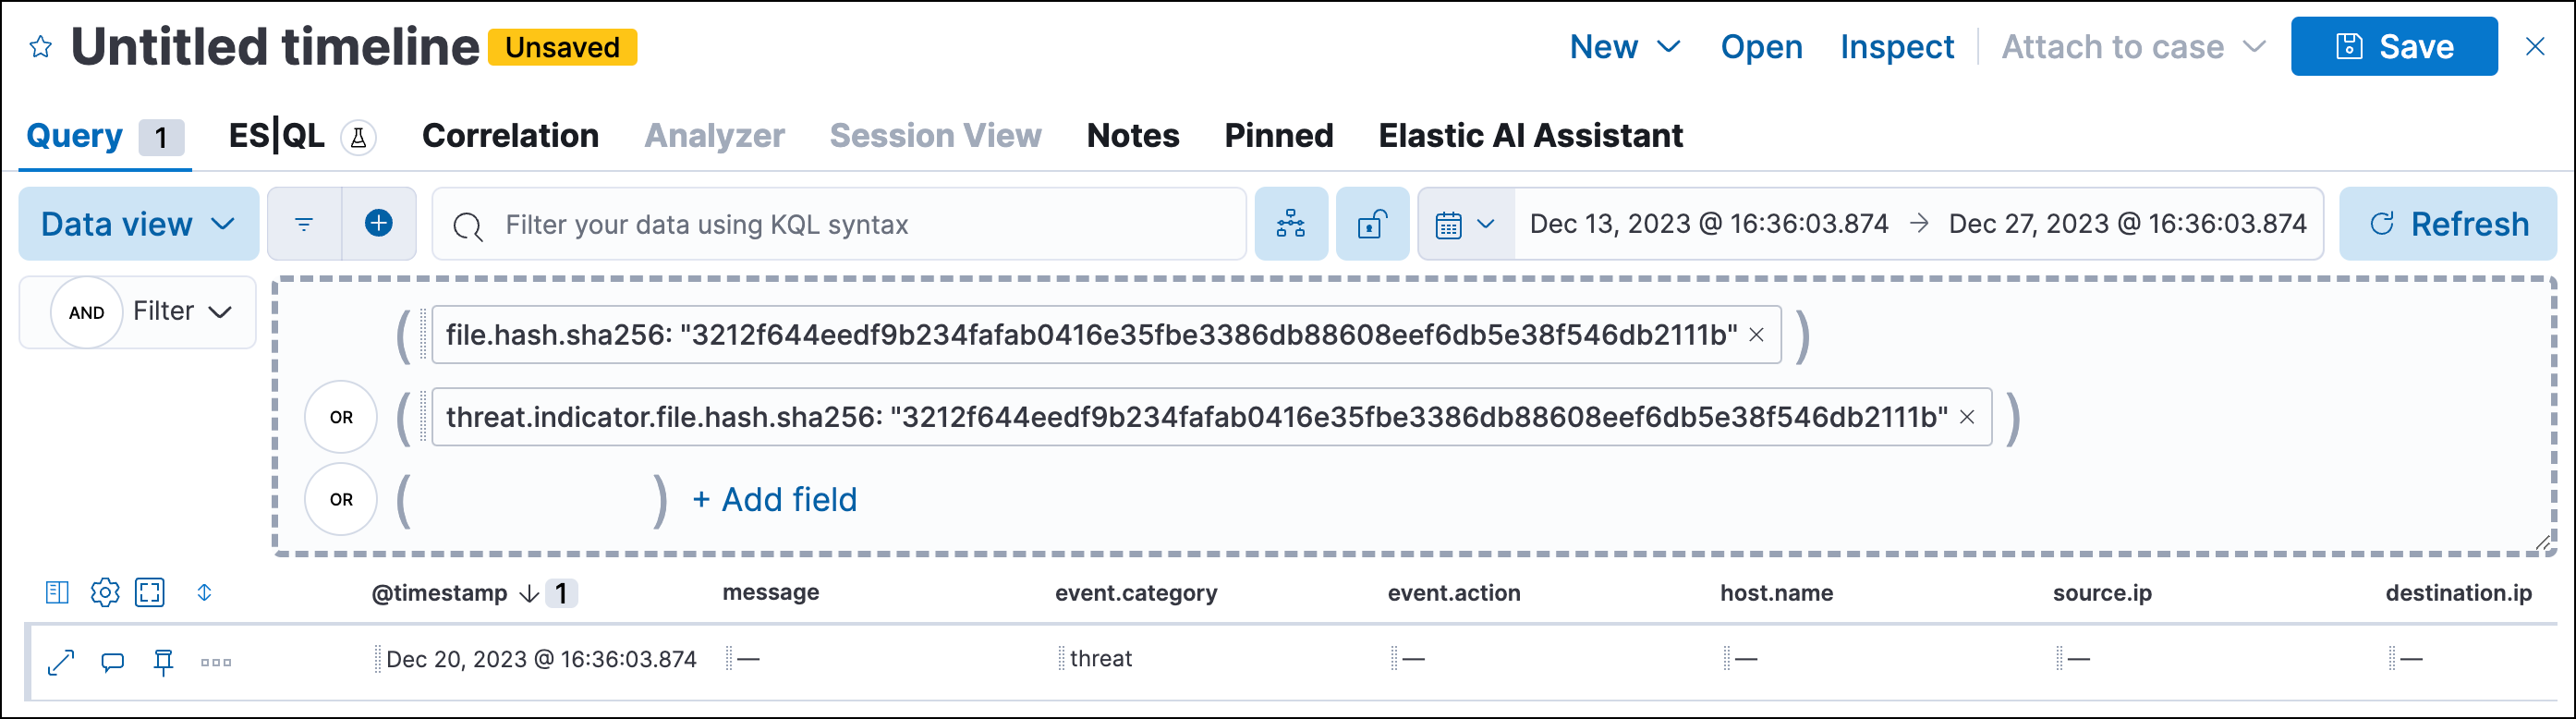 Untitled timeline Unsaved New Open Inspect Attach to case Save
Query 1 ES|QL Correlation Analyzer Session View Notes Pinned Elastic AI Assistant
Data view Filter your data using KQL syntax Dec 13, 2023 @ 16:36:03.874 → Dec 27, 2023 @ 16:36:03.874 Refresh
AND Filter
( file.hash.sha256: "3212f644eedf9b234fafab0416e35fbe3386db88608eef6db5e38f546db2111b" × )
OR ( threat.indicator.file.hash.sha256: "3212f644eedf9b234fafab0416e35fbe3386db88608eef6db5e38f546db2111b" × )
OR ( ) + Add field
@timestamp ↓ 1 message event.category event.action host.name source.ip destination.ip
Dec 20, 2023 @ 16:36:03.874 — threat — — — —